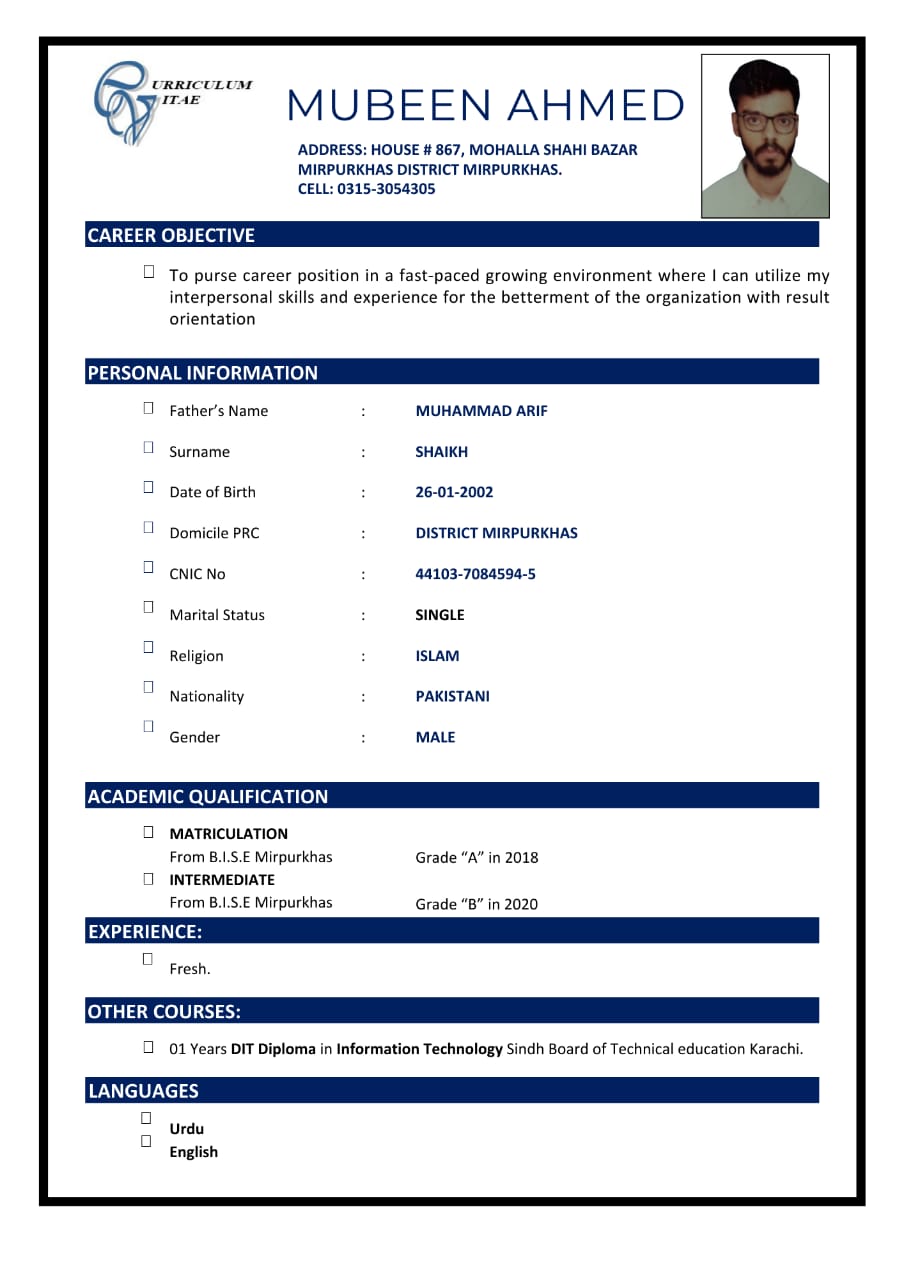 CURRICULUM
VITAE
MUBEEN AHMED
ADDRESS: HOUSE # 867, MOHALLA SHAHI BAZAR
MIRPURKHAS DISTRICT MIRPURKHAS.
CELL: 0315-3054305
CAREER OBJECTIVE
To purse career position in a fast-paced growing environment where I can utilize my
interpersonal skills and experience for the betterment of the organization with result
orientation
PERSONAL INFORMATION
Father’s Name : MUHAMMAD ARIF
Surname : SHAIKH
Date of Birth : 26-01-2002
Domicile PRC : DISTRICT MIRPURKHAS
CNIC No : 44103-7084594-5
Marital Status : SINGLE
Religion : ISLAM
Nationality : PAKISTANI
Gender : MALE
ACADEMIC QUALIFICATION
MATRICULATION
From B.I.S.E Mirpurkhas Grade “A” in 2018
INTERMEDIATE
From B.I.S.E Mirpurkhas Grade “B” in 2020
EXPERIENCE:
Fresh.
OTHER COURSES:
01 Years DIT Diploma in Information Technology Sindh Board of Technical education Karachi.
LANGUAGES
Urdu
English